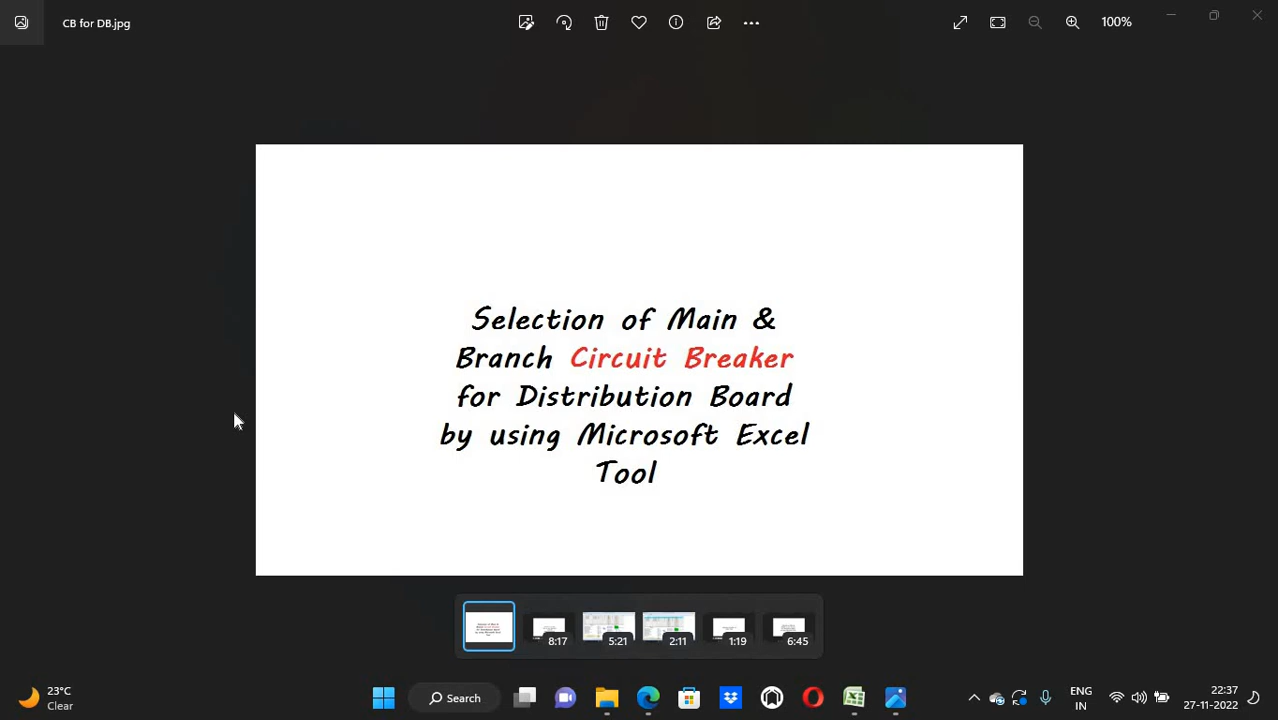 CB for DB.jpg
100%
Selection of Main &
Branch Circuit Breaker
for Distribution Board
by using Microsoft Excel
Tool
8:17
5:21
2:11
1:19
6:45
23°C
Clear
Search
ENG
IN
22:37
27-11-2022